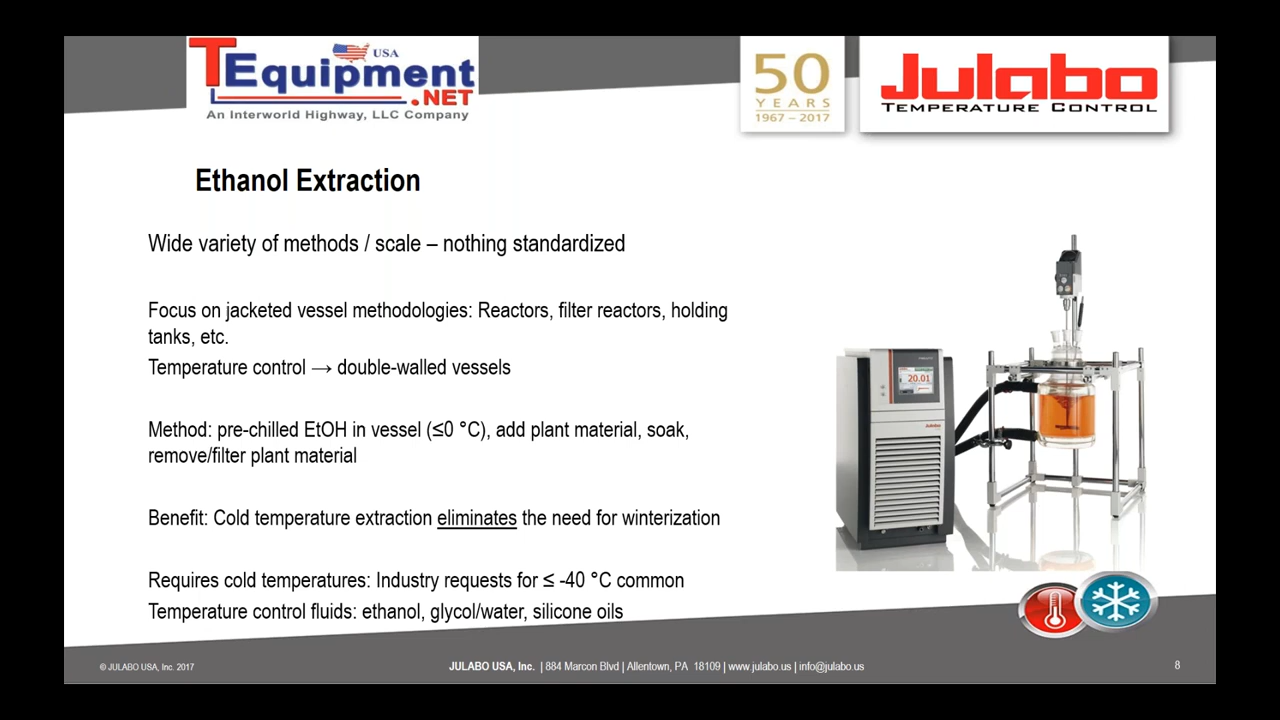 TEquipment
USA
.NET
An Interworld Highway, LLC Company
50
YEARS
1967 – 2017
Julabo
TEMPERATURE CONTROL
Ethanol Extraction
Wide variety of methods / scale – nothing standardized
Focus on jacketed vessel methodologies: Reactors, filter reactors, holding
tanks, etc.
Temperature control → double-walled vessels
Method: pre-chilled EtOH in vessel (≤0 °C), add plant material, soak,
remove/filter plant material
Benefit: Cold temperature extraction eliminates the need for winterization
Requires cold temperatures: Industry requests for ≤ -40 °C common
Temperature control fluids: ethanol, glycol/water, silicone oils
20.01
Julabo
© JULABO USA, Inc. 2017
JULABO USA, Inc. | 884 Marcon Blvd | Allentown, PA 18109 | www.julabo.us | info@julabo.us
8